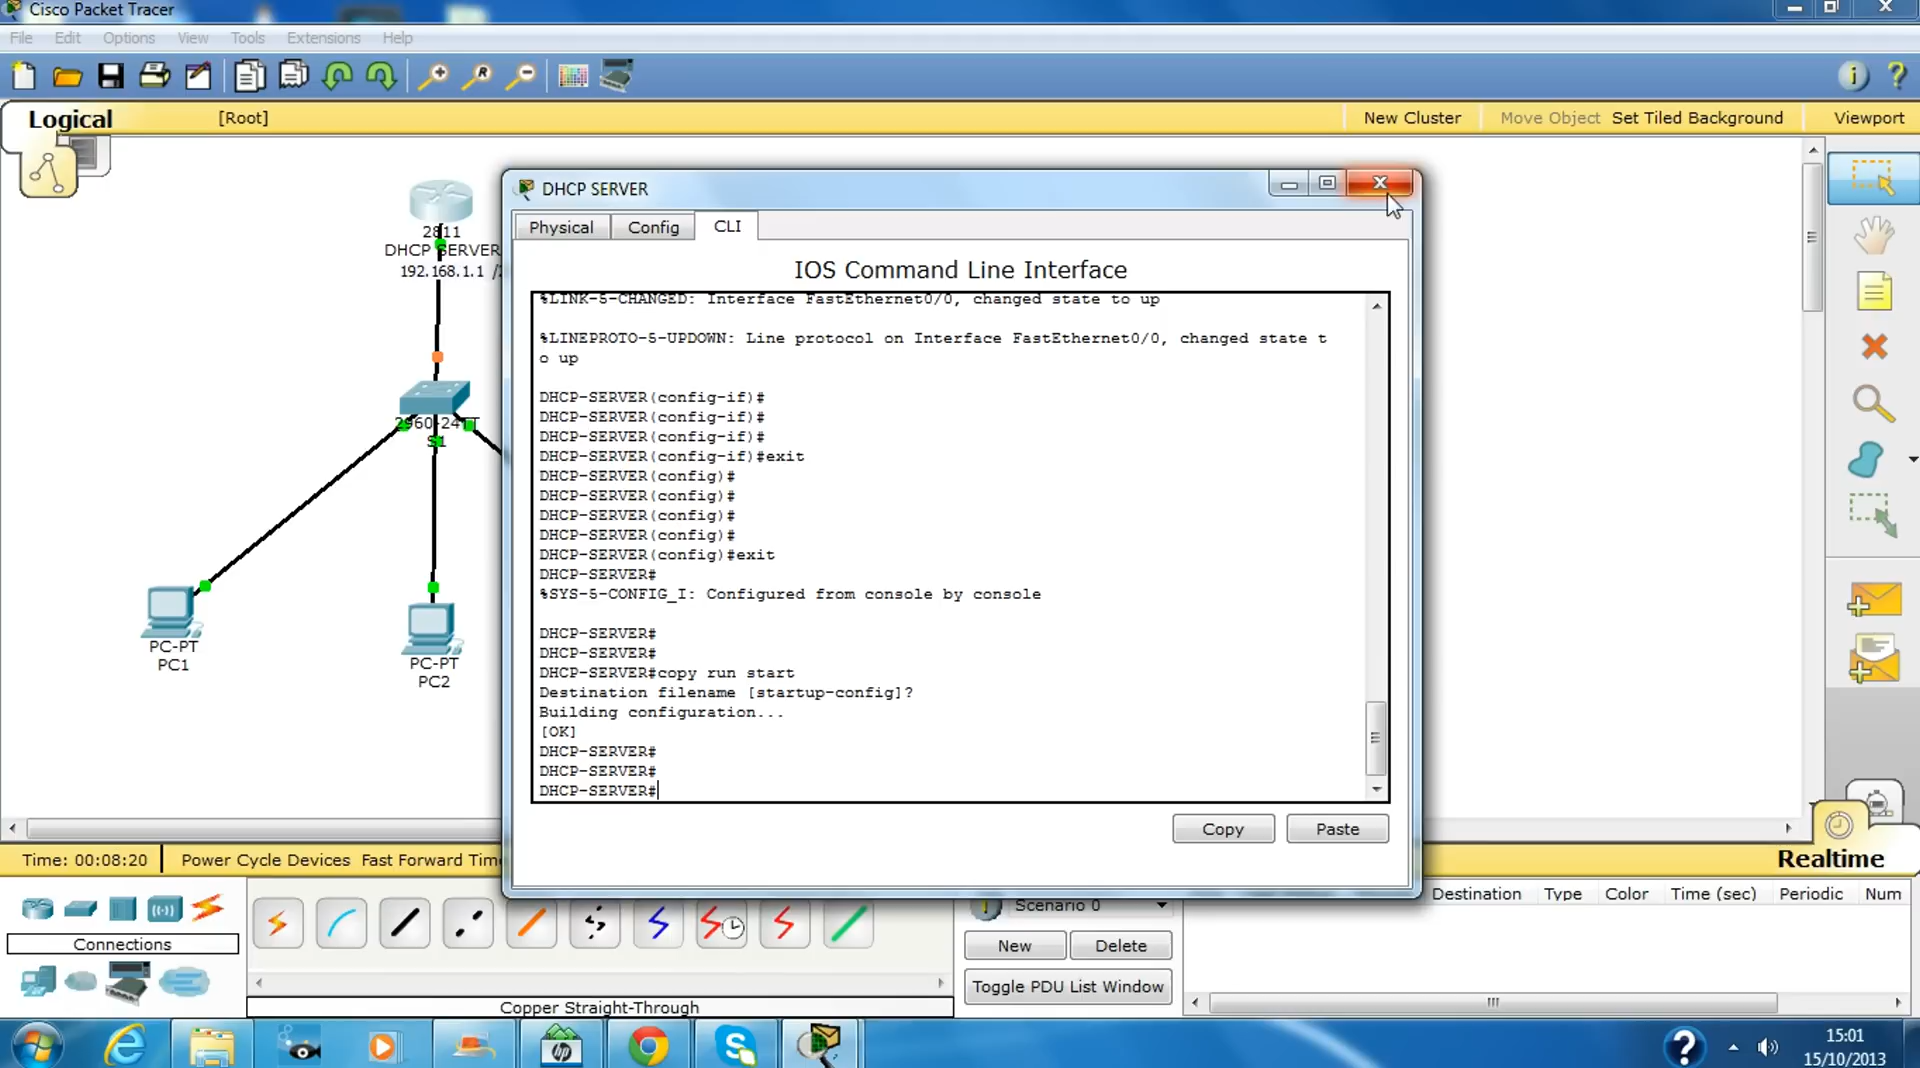 Cisco Packet Tracer
File Edit Options View Tools Extensions Help
Logical [Root] New Cluster Move Object Set Tiled Background Viewport
2811
DHCP SERVER
192.168.1.1
2960-24TT
S1
PC-PT
PC1
PC-PT
PC2
DHCP SERVER
Physical Config CLI
IOS Command Line Interface
%LINK-5-CHANGED: Interface FastEthernet0/0, changed state to up
%LINEPROTO-5-UPDOWN: Line protocol on Interface FastEthernet0/0, changed state t
o up
DHCP-SERVER(config-if)#
DHCP-SERVER(config-if)#
DHCP-SERVER(config-if)#
DHCP-SERVER(config-if)#exit
DHCP-SERVER(config)#
DHCP-SERVER(config)#
DHCP-SERVER(config)#
DHCP-SERVER(config)#
DHCP-SERVER(config)#exit
DHCP-SERVER#
%SYS-5-CONFIG_I: Configured from console by console
DHCP-SERVER#
DHCP-SERVER#
DHCP-SERVER#copy run start
Destination filename [startup-config]?
Building configuration...
[OK]
DHCP-SERVER#
DHCP-SERVER#
DHCP-SERVER#
Copy Paste
Time: 00:08:20 Power Cycle Devices Fast Forward Time
Realtime
Scenario 0
Destination Type Color Time (sec) Periodic Num
Connections
New Delete
Toggle PDU List Window
Copper Straight-Through
15:01
15/10/2013